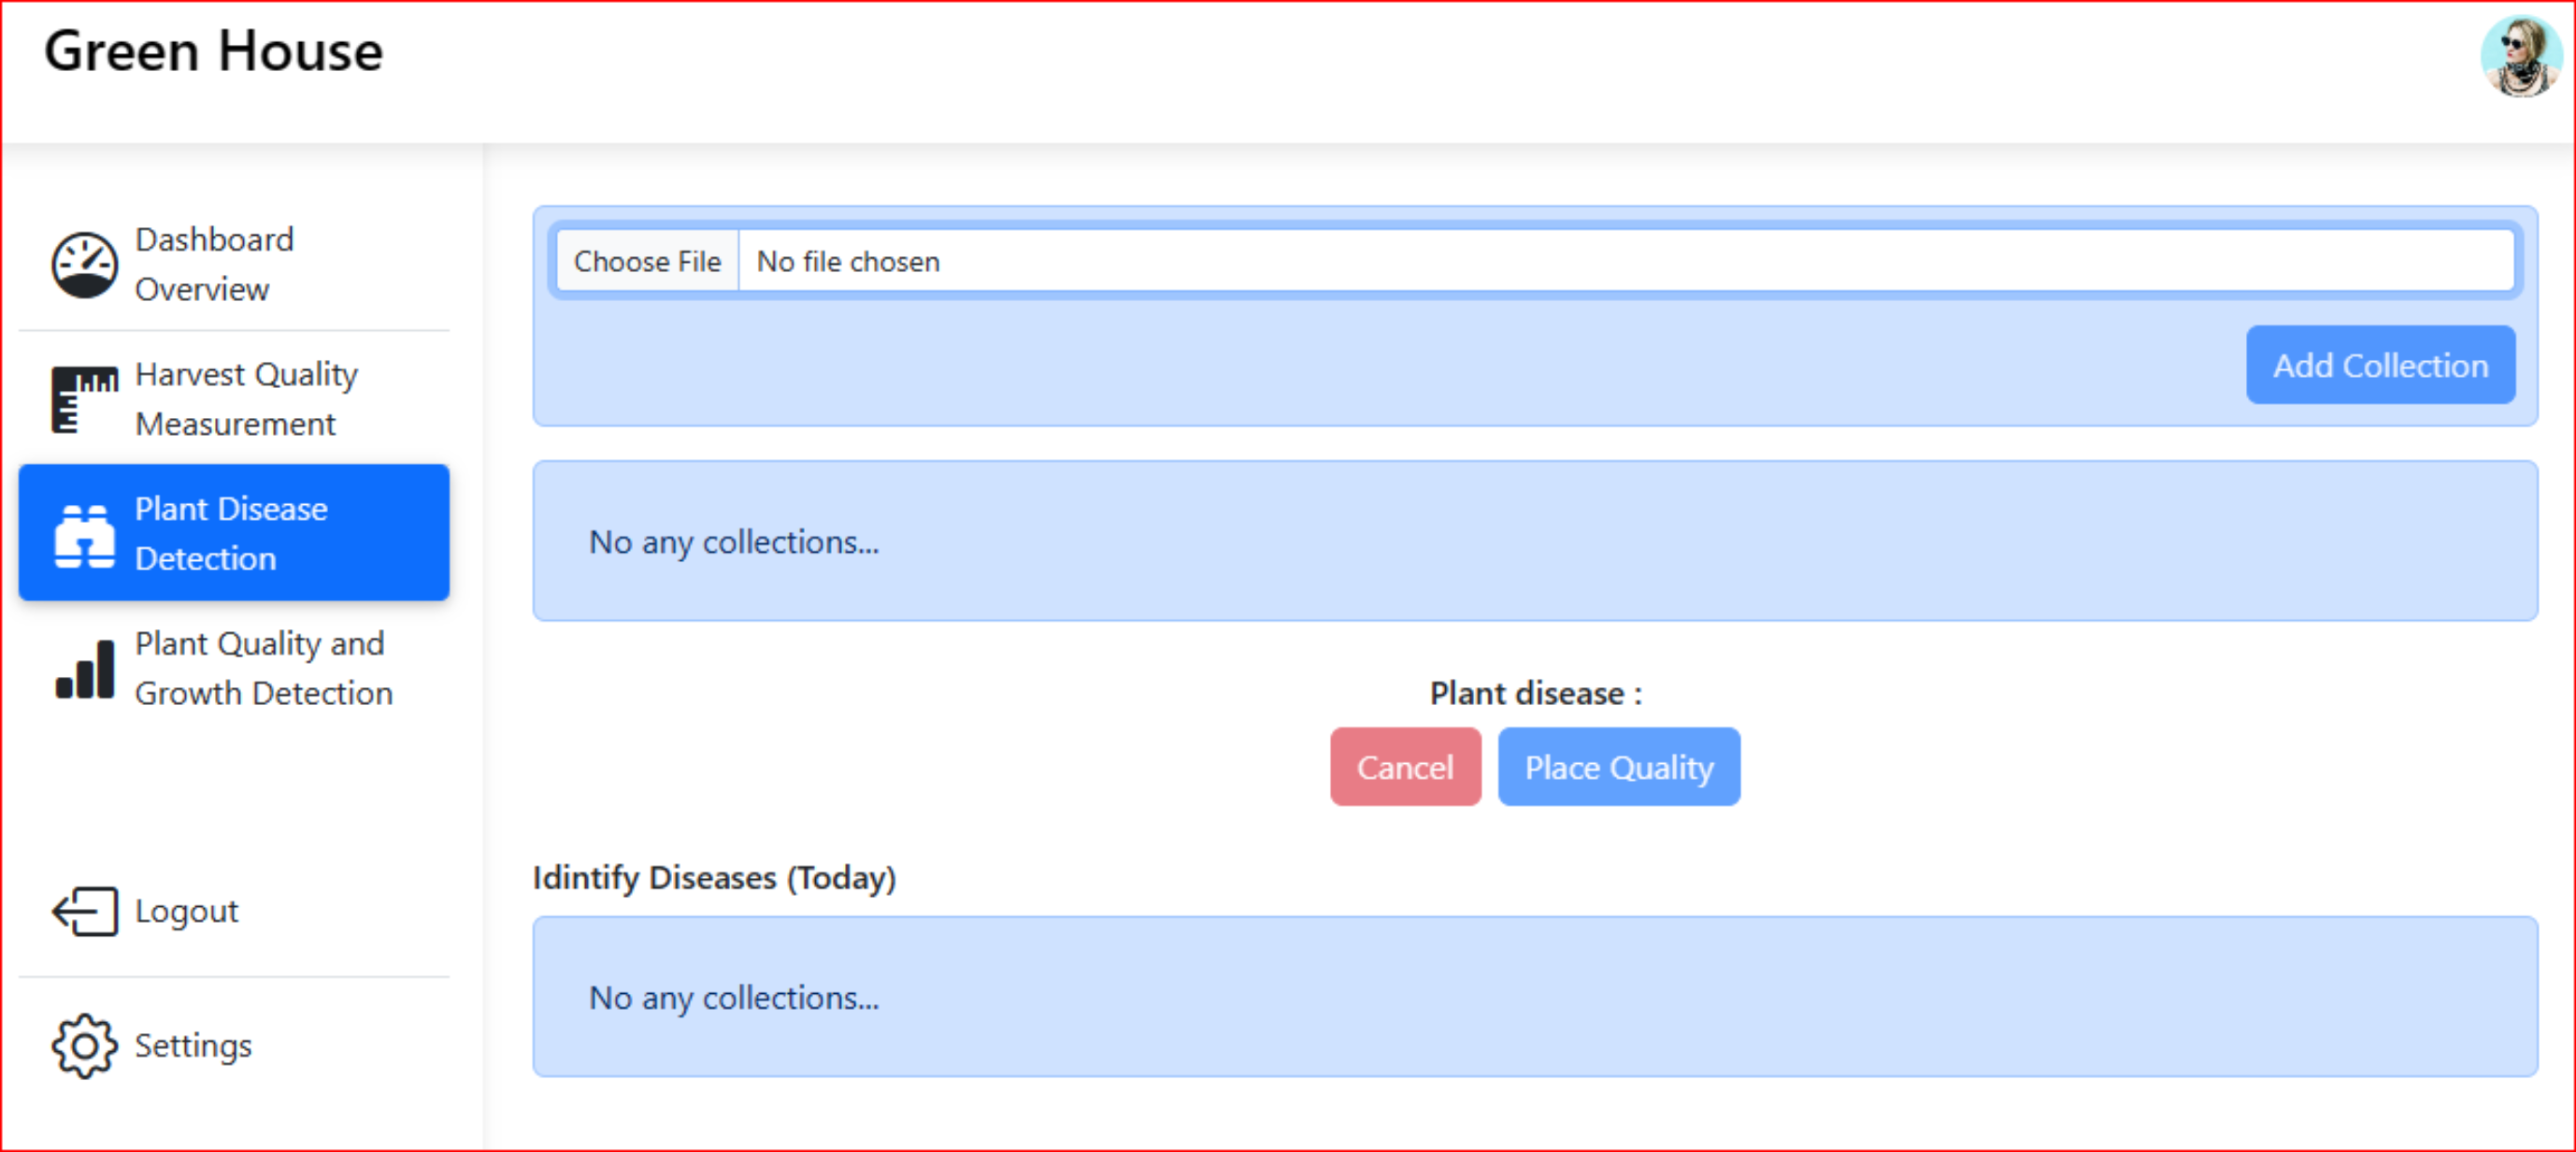 Green House
Dashboard
Overview
Harvest Quality
Measurement
Plant Disease
Detection
Plant Quality and
Growth Detection
Logout
Settings
Choose File No file chosen
Add Collection
No any collections...
Plant disease :
Cancel Place Quality
Idintify Diseases (Today)
No any collections...